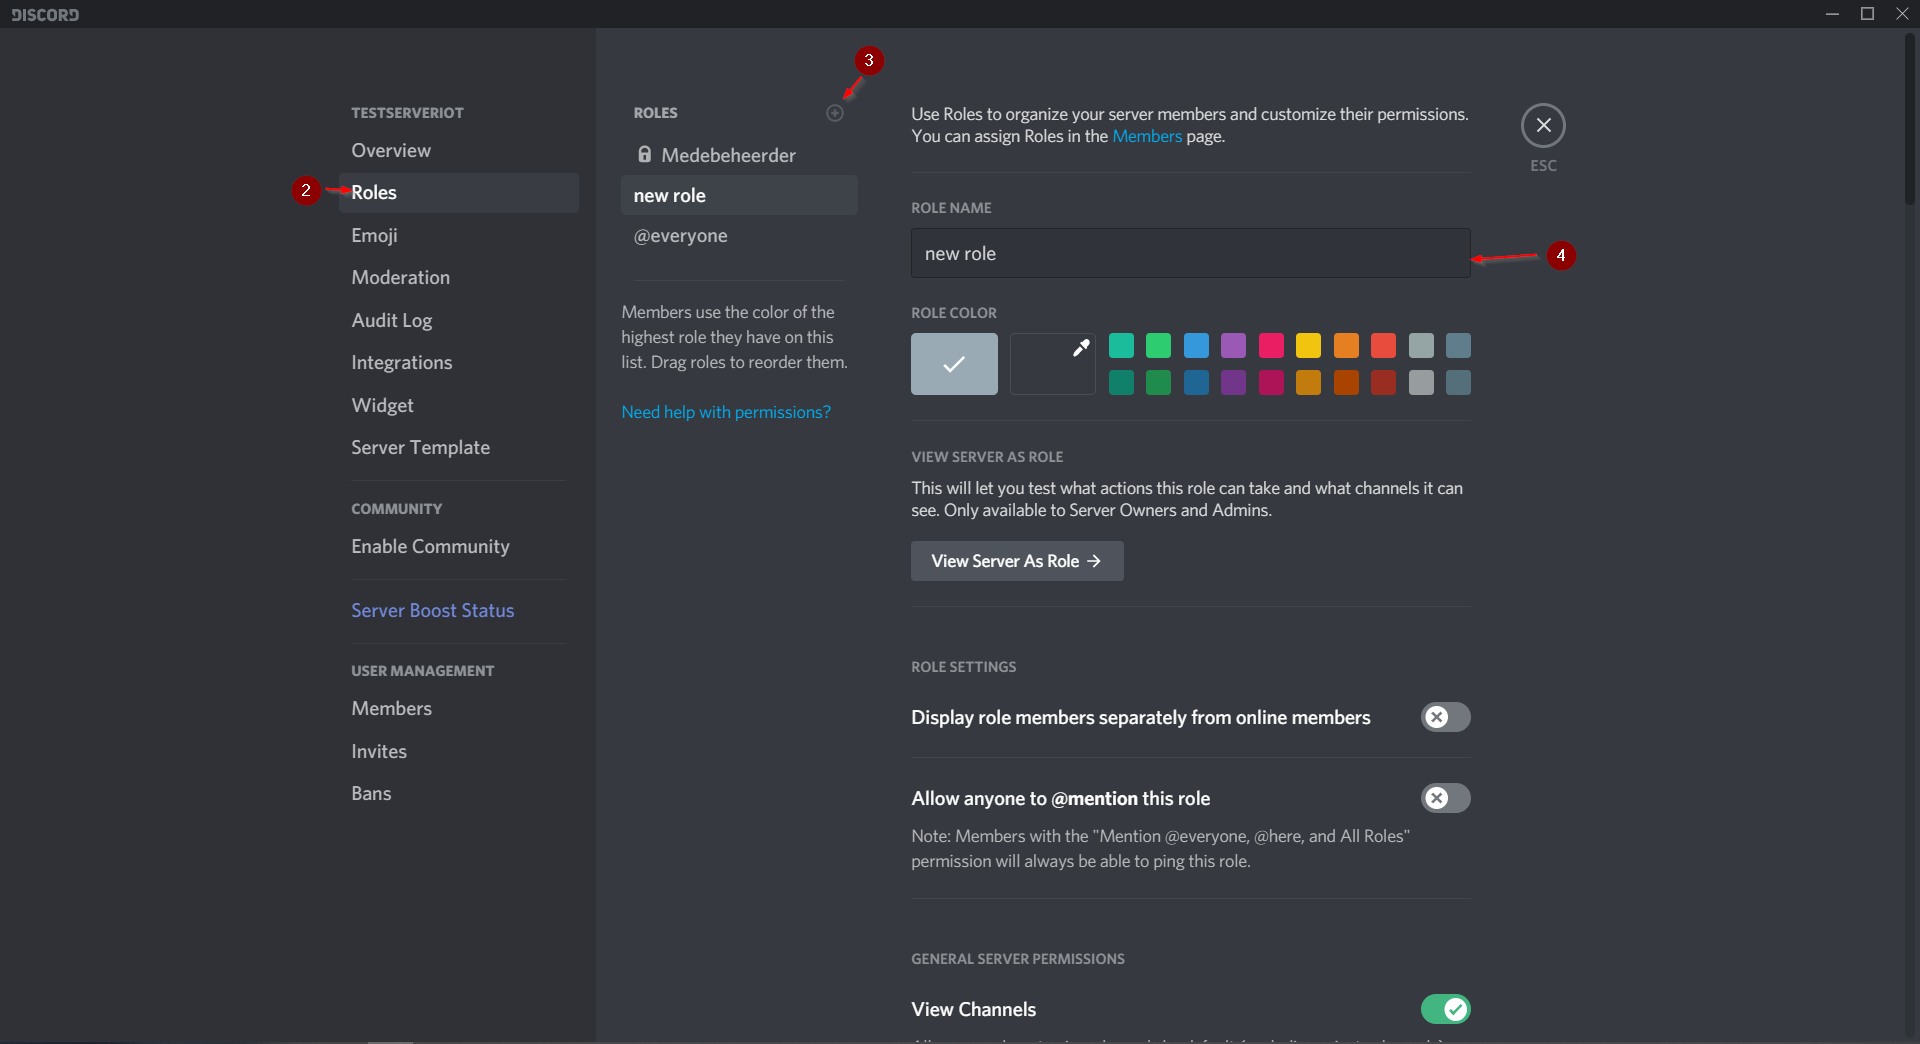 DISCORD
TESTSERVERIOT
Overview
2
Roles
Emoji
Moderation
Audit Log
Integrations
Widget
Server Template
COMMUNITY
Enable Community
Server Boost Status
USER MANAGEMENT
Members
Invites
Bans
3
ROLES
Medebeheerder
new role
@everyone
Members use the color of the
highest role they have on this
list. Drag roles to reorder them.
Need help with permissions?
Use Roles to organize your server members and customize their permissions.
You can assign Roles in the Members page.
ESC
ROLE NAME
new role
4
ROLE COLOR
VIEW SERVER AS ROLE
This will let you test what actions this role can take and what channels it can
see. Only available to Server Owners and Admins.
View Server As Role →
ROLE SETTINGS
Display role members separately from online members
Allow anyone to @mention this role
Note: Members with the "Mention @everyone, @here, and All Roles"
permission will always be able to ping this role.
GENERAL SERVER PERMISSIONS
View Channels